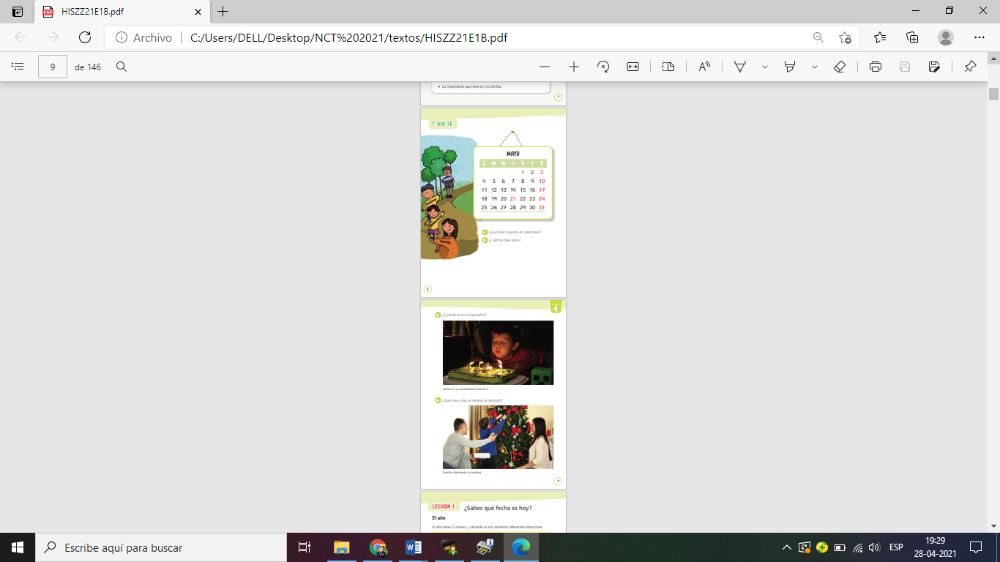 HISZZ21E1B.pdf
Archivo
C:/Users/DELL/Desktop/NCT%202021/textos/HISZZ21E1B.pdf
9 de 146
Lo importante que eres tú y tu familia.
7
Y QUE SÉ
MAYO
L M M J V S D
1 2 3
4 5 6 7 8 9 10
11 12 13 14 15 16 17
18 19 20 21 22 23 24
25 26 27 28 29 30 31
1 ¿Qué mes muestra el calendario?
2 ¿Cuántos días tiene?
8
1
3 ¿Cuándo es tu cumpleaños?
Carlos en su cumpleaños número 9.
4 ¿Qué mes y día se celebra la navidad?
Familia celebrando la navidad.
9
LECCIÓN 1
¿Sabes qué fecha es hoy?
El año
El año tiene 12 meses, y durante el año tenemos diferentes estaciones.
Escribe aquí para buscar
ESP
19:29
28-04-2021